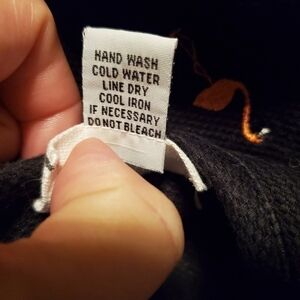 HAND WASH
COLD WATER
LINE DRY
COOL IRON
IF NECESSARY
DO NOT BLEACH